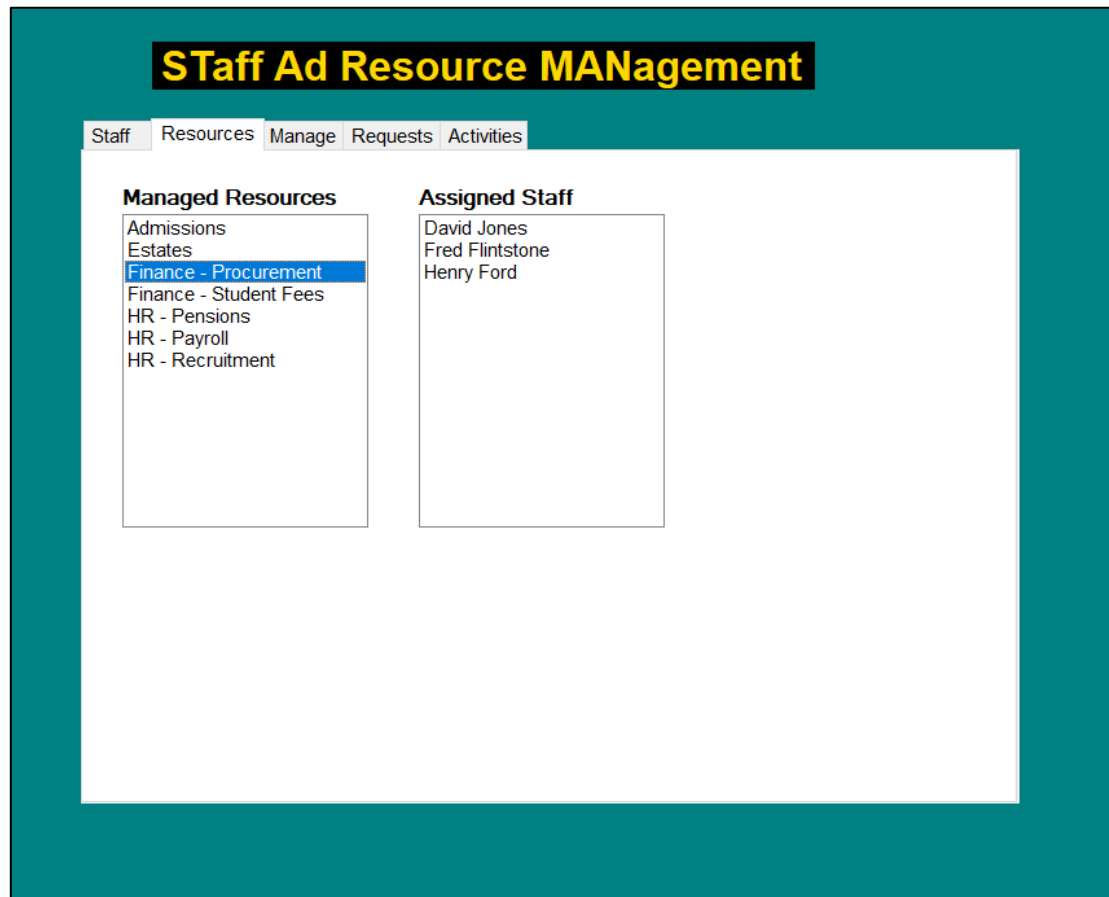 STaff Ad Resource MANagement
Staff Resources Manage Requests Activities
Managed Resources
Admissions
Estates
Finance - Procurement
Finance - Student Fees
HR - Pensions
HR - Payroll
HR - Recruitment
Assigned Staff
David Jones
Fred Flintstone
Henry Ford